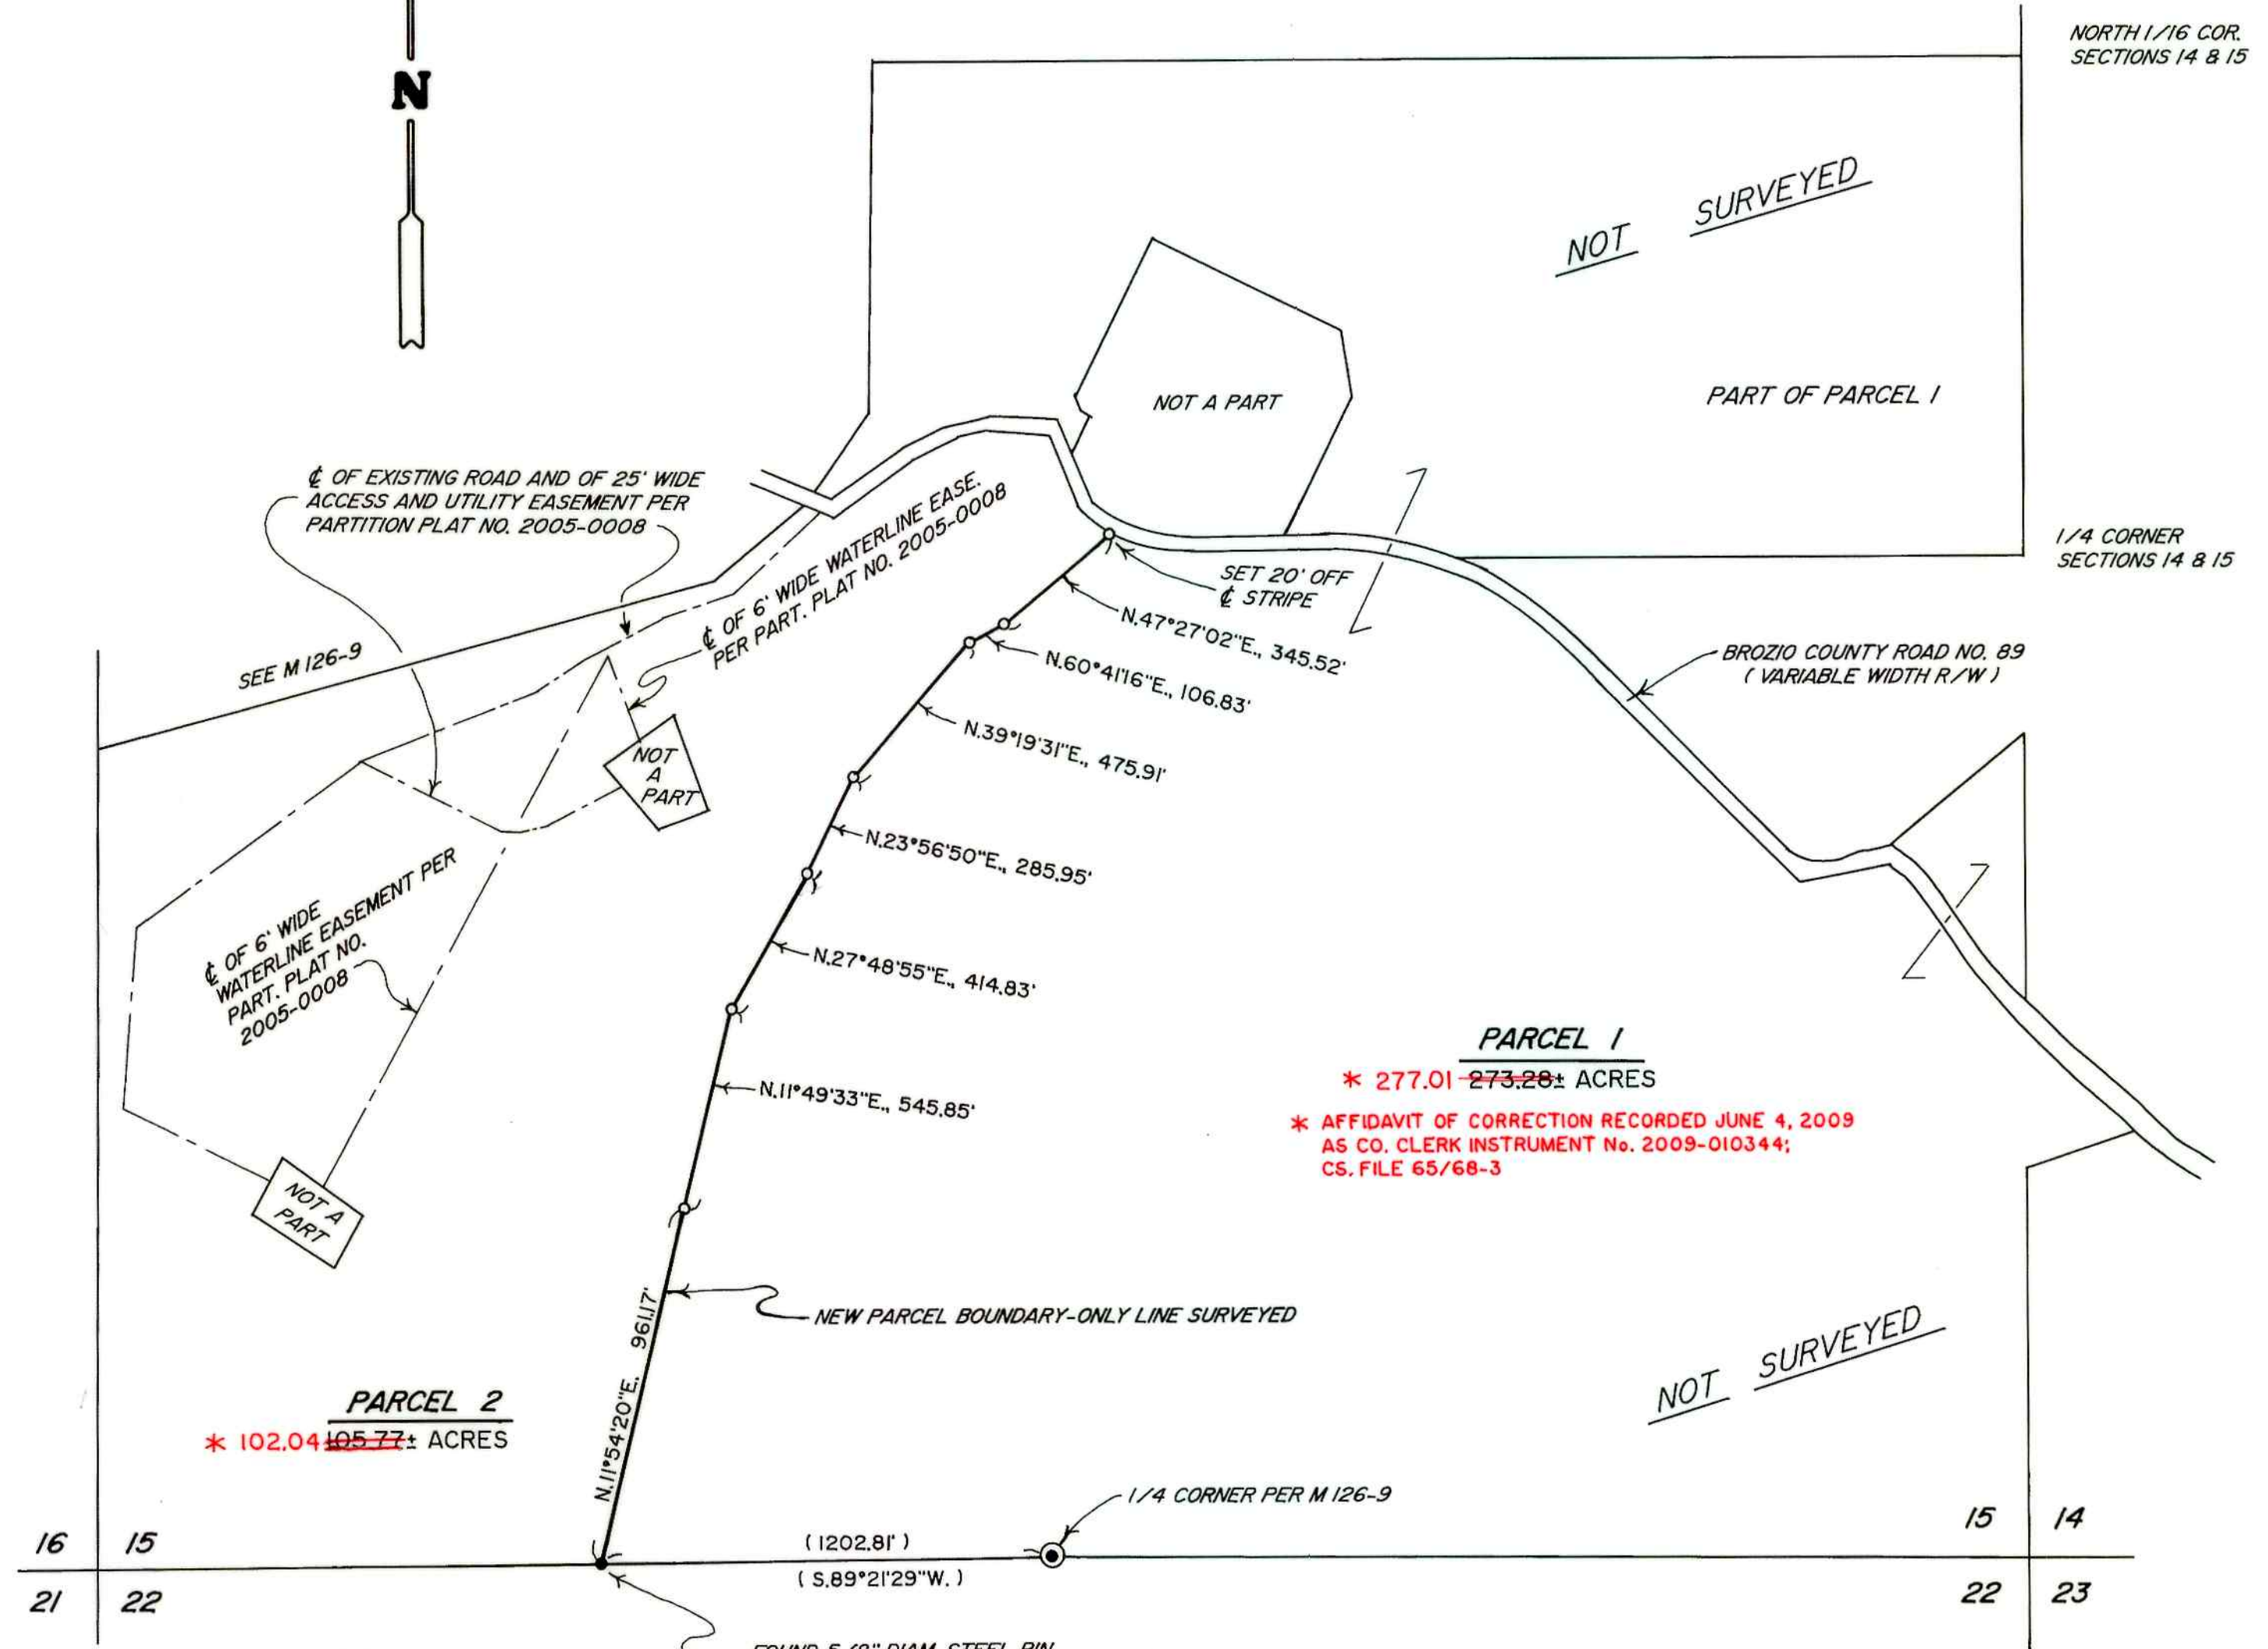 NORTH 1/16 COR.
SECTIONS 14 & 15
N
NOT SURVEYED
NOT A PART
PART OF PARCEL 1
℄ OF EXISTING ROAD AND OF 25' WIDE
ACCESS AND UTILITY EASEMENT PER
PARTITION PLAT NO. 2005-0008
℄ OF 6' WIDE WATERLINE EASE.
PER PART. PLAT NO. 2005-0008
1/4 CORNER
SECTIONS 14 & 15
SET 20' OFF
℄ STRIPE
N.47°27'02"E., 345.52'
SEE M 126-9
N.60°41'16"E., 106.83'
BROZIO COUNTY ROAD NO. 89
( VARIABLE WIDTH R/W )
N.39°19'31"E., 475.91'
NOT
A
PART
N.23°56'50"E., 285.95'
℄ OF 6' WIDE
WATERLINE EASEMENT PER
PART. PLAT NO.
2005-0008
N.27°48'55"E., 414.83'
PARCEL 1
* 277.01 273.28± ACRES
* AFFIDAVIT OF CORRECTION RECORDED JUNE 4, 2009
AS CO. CLERK INSTRUMENT No. 2009-010344;
CS. FILE 65/68-3
N.11°49'33"E., 545.85'
NOT A
PART
NEW PARCEL BOUNDARY-ONLY LINE SURVEYED
N.11°54'20"E. 961.17'
NOT SURVEYED
PARCEL 2
* 102.04 105.77± ACRES
1/4 CORNER PER M 126-9
16 15
( 1202.81' )
15 14
( S.89°21'29"W. )
21 22
22 23
FOUND 5/8" DIAM. STEEL PIN